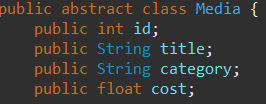 public abstract class Media {
public int id;
public String title;
public String category;
public float cost;